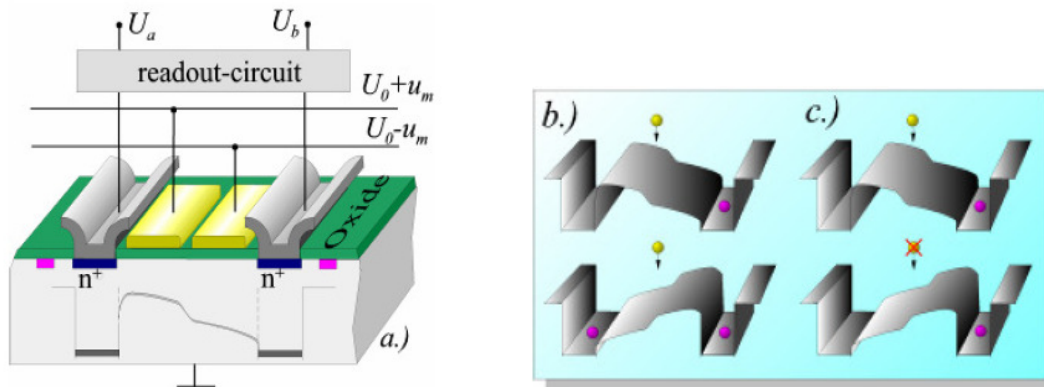 U_a U_b
readout-circuit
U_0+u_m
U_0-u_m
Oxide
n+ n+
a.)
b.) c.)